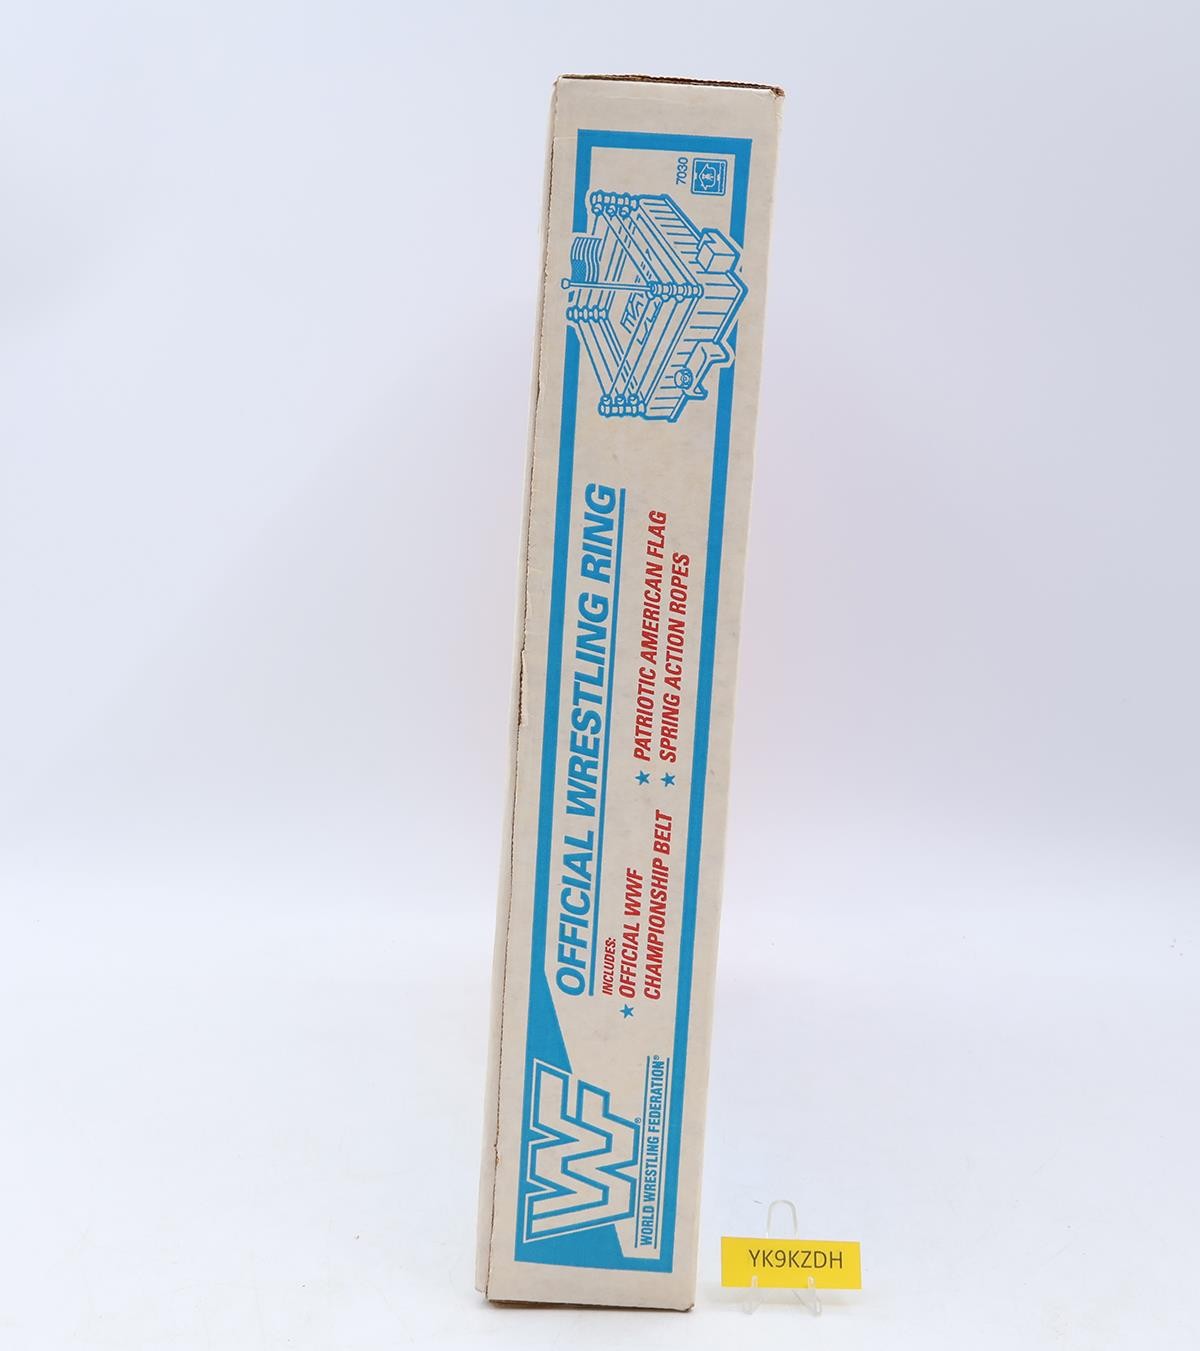 WWF®
WORLD WRESTLING FEDERATION®
OFFICIAL WRESTLING RING
INCLUDES:
★ OFFICIAL WWF
CHAMPIONSHIP BELT
★ PATRIOTIC AMERICAN FLAG
★ SPRING ACTION ROPES
7030
YK9KZDH